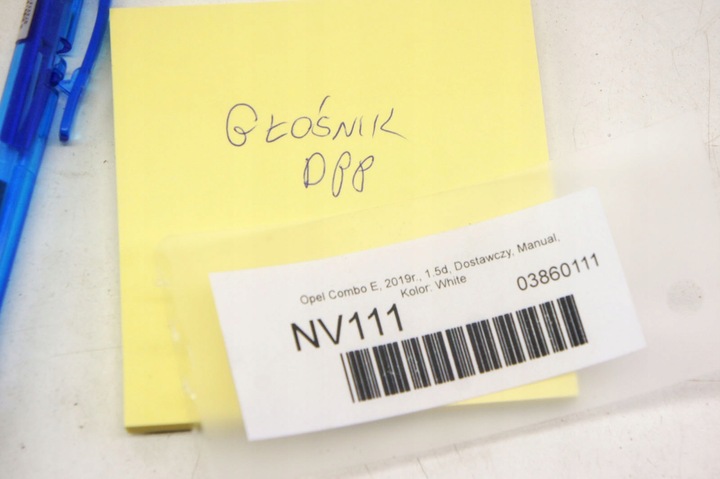 GŁOŚNIK
DPP
Opel Combo E, 2019r., 1.5d, Dostawczy, Manual,
Kolor: White
03860111
NV111